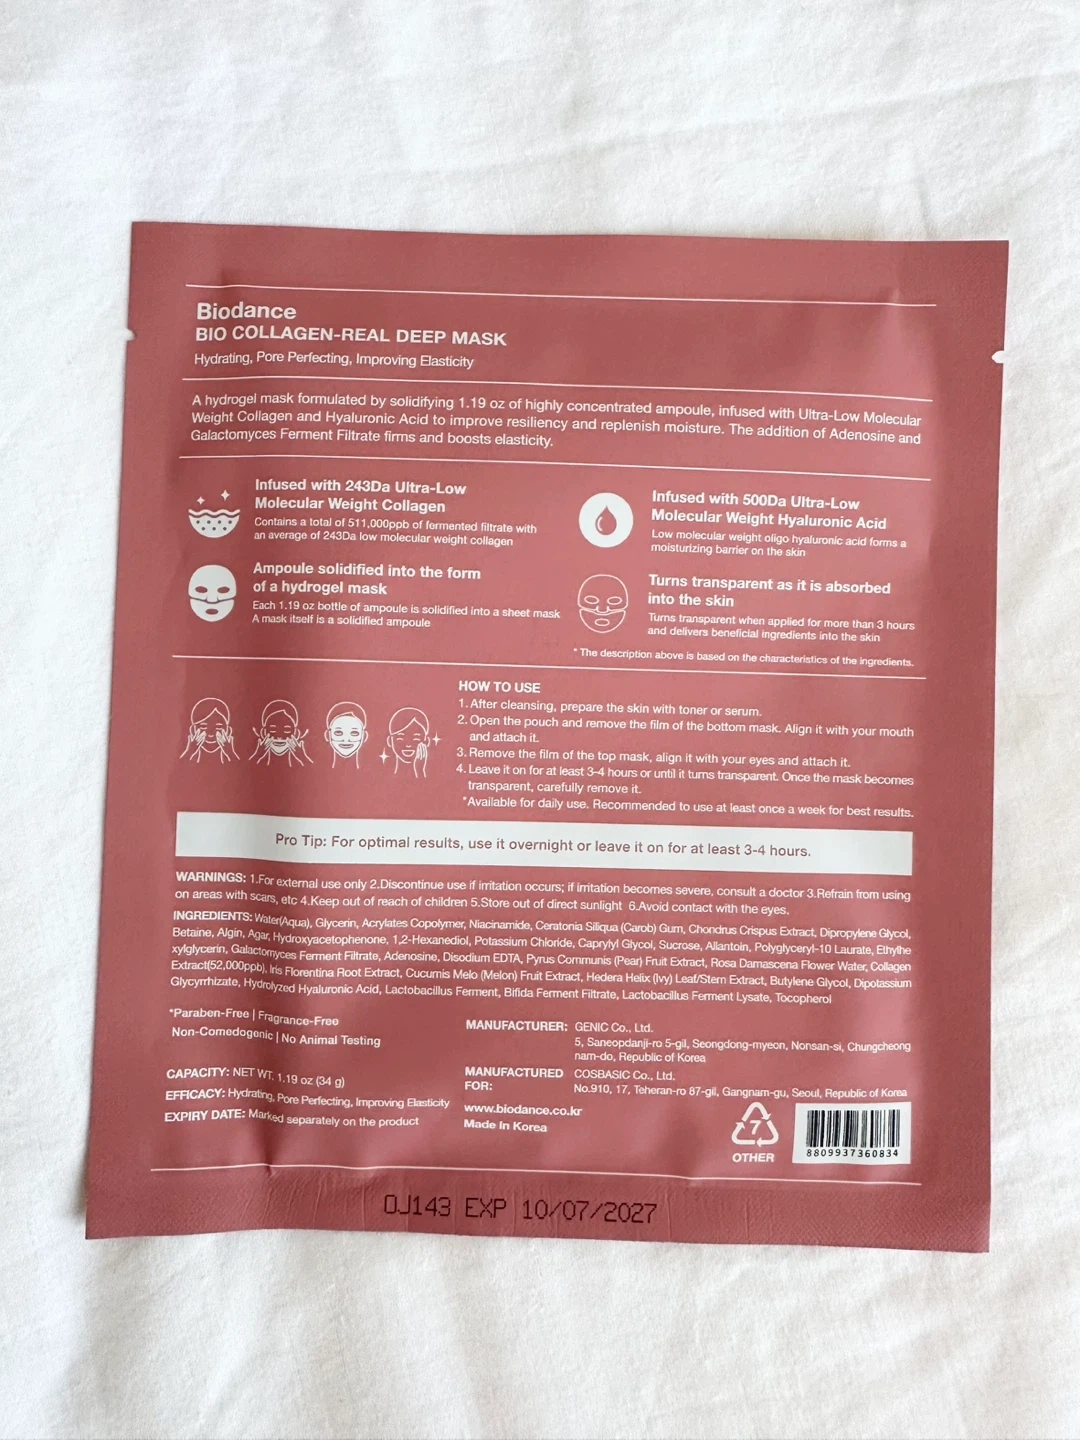 Biodance
BIO COLLAGEN-REAL DEEP MASK
Hydrating, Pore Perfecting, Improving Elasticity
A hydrogel mask formulated by solidifying 1.19 oz of highly concentrated ampoule, infused with Ultra-Low Molecular
Weight Collagen and Hyaluronic Acid to improve resiliency and replenish moisture. The addition of Adenosine and
Galactomyces Ferment Filtrate firms and boosts elasticity.
Infused with 243Da Ultra-Low
Molecular Weight Collagen
Contains a total of 511,000ppb of fermented filtrate with
an average of 243Da low molecular weight collagen
Infused with 500Da Ultra-Low
Molecular Weight Hyaluronic Acid
Low molecular weight oligo hyaluronic acid forms a
moisturizing barrier on the skin
Ampoule solidified into the form
of a hydrogel mask
Each 1.19 oz bottle of ampoule is solidified into a sheet mask
A mask itself is a solidified ampoule
Turns transparent as it is absorbed
into the skin
Turns transparent when applied for more than 3 hours
and delivers beneficial ingredients into the skin
* The description above is based on the characteristics of the ingredients.
HOW TO USE
1. After cleansing, prepare the skin with toner or serum.
2. Open the pouch and remove the film of the bottom mask. Align it with your mouth
and attach it.
3. Remove the film of the top mask, align it with your eyes and attach it.
4. Leave it on for at least 3-4 hours or until it turns transparent. Once the mask becomes
transparent, carefully remove it.
*Available for daily use. Recommended to use at least once a week for best results.
Pro Tip: For optimal results, use it overnight or leave it on for at least 3-4 hours.
WARNINGS: 1.For external use only 2.Discontinue use if irritation occurs; if irritation becomes severe, consult a doctor 3.Refrain from using
on areas with scars, etc 4.Keep out of reach of children 5.Store out of direct sunlight 6.Avoid contact with the eyes.
INGREDIENTS: Water(Aqua), Glycerin, Acrylates Copolymer, Niacinamide, Ceratonia Siliqua (Carob) Gum, Chondrus Crispus Extract, Dipropylene Glycol,
Betaine, Algin, Agar, Hydroxyacetophenone, 1,2-Hexanediol, Potassium Chloride, Caprylyl Glycol, Sucrose, Allantoin, Polyglyceryl-10 Laurate, Ethylhe
xylglycerin, Galactomyces Ferment Filtrate, Adenosine, Disodium EDTA, Pyrus Communis (Pear) Fruit Extract, Rosa Damascena Flower Water, Collagen
Extract(52,000ppb), Iris Florentina Root Extract, Cucumis Melo (Melon) Fruit Extract, Hedera Helix (Ivy) Leaf/Stem Extract, Butylene Glycol, Dipotassium
Glycyrrhizate, Hydrolyzed Hyaluronic Acid, Lactobacillus Ferment, Bifida Ferment Filtrate, Lactobacillus Ferment Lysate, Tocopherol
*Paraben-Free | Fragrance-Free
Non-Comedogenic | No Animal Testing
CAPACITY: NET WT. 1.19 oz (34 g)
EFFICACY: Hydrating, Pore Perfecting, Improving Elasticity
EXPIRY DATE: Marked separately on the product
MANUFACTURER: GENIC Co., Ltd.
5, Saneopdanji-ro 5-gil, Seongdong-myeon, Nonsan-si, Chungcheong
nam-do, Republic of Korea
MANUFACTURED COSBASIC Co., Ltd.
FOR: No.910, 17, Teheran-ro 87-gil, Gangnam-gu, Seoul, Republic of Korea
www.biodance.co.kr
Made In Korea
7
OTHER
8809937360834
OJ143 EXP 10/07/2027